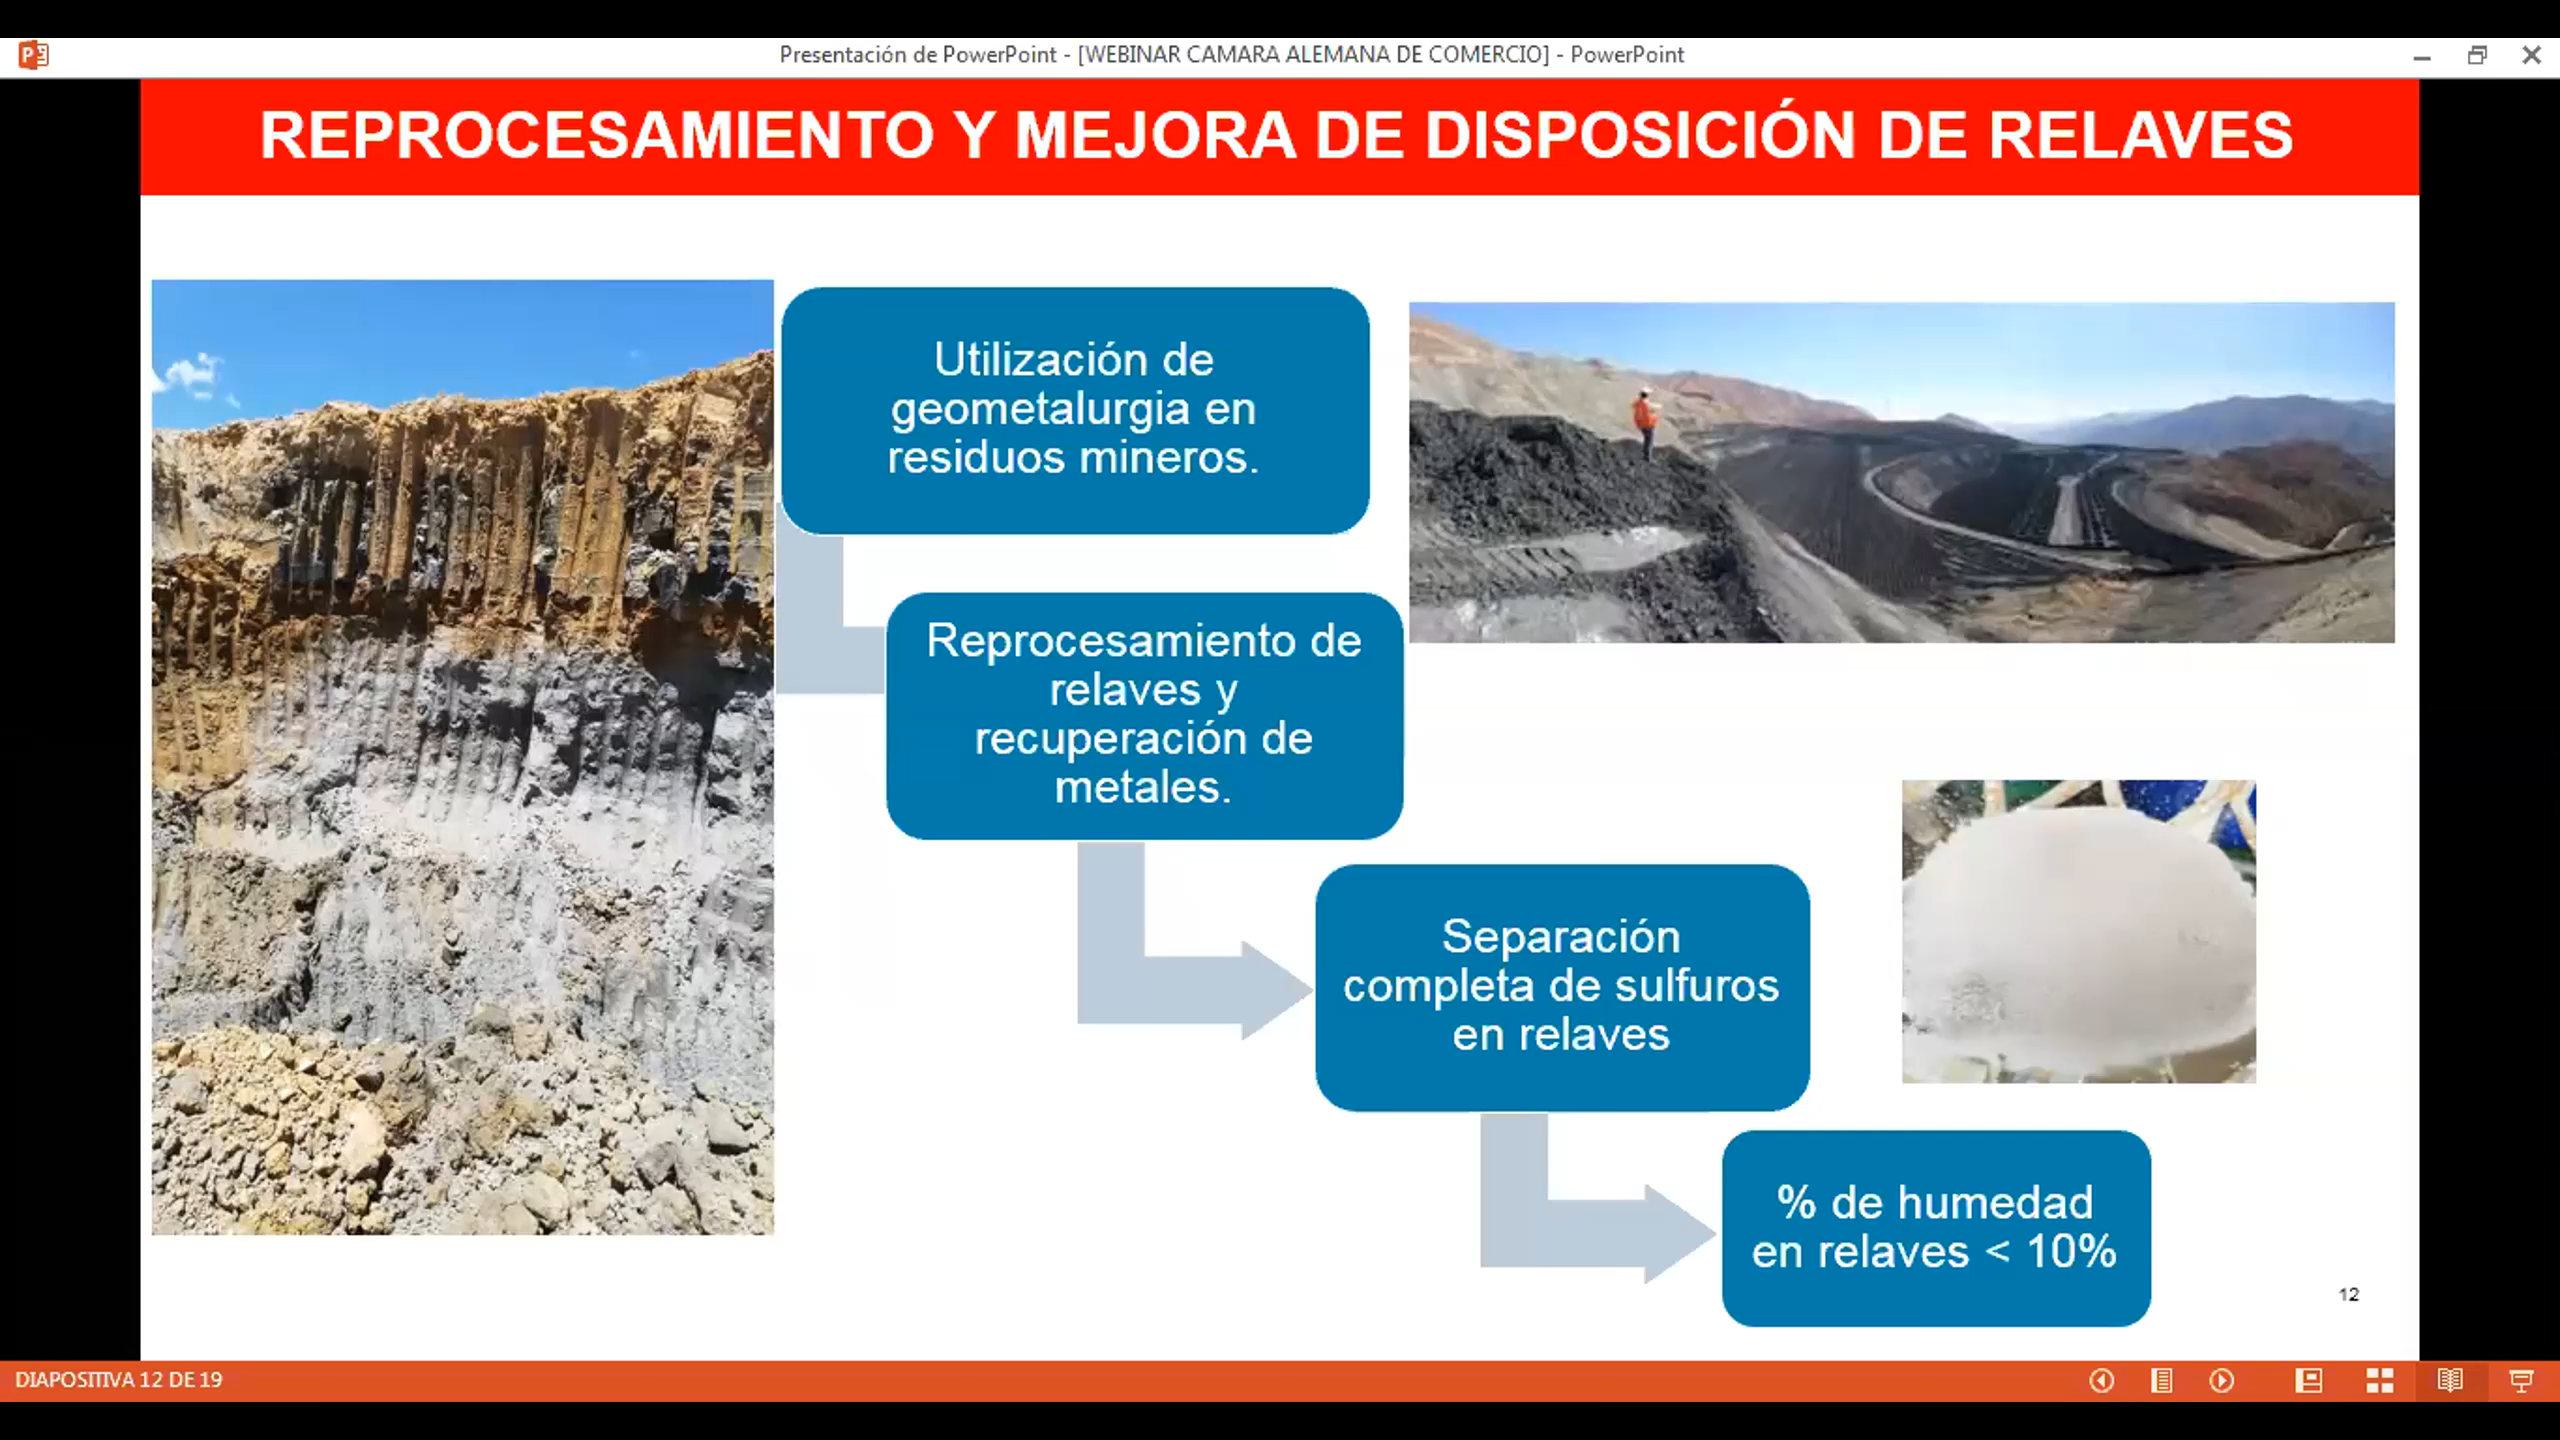 Presentación de PowerPoint - [WEBINAR CAMARA ALEMANA DE COMERCIO] - PowerPoint
REPROCESAMIENTO Y MEJORA DE DISPOSICIÓN DE RELAVES
Utilización de
geometalurgia en
residuos mineros.
Reprocesamiento de
relaves y
recuperación de
metales.
Separación
completa de sulfuros
en relaves
% de humedad
en relaves < 10%
12
DIAPOSITIVA 12 DE 19